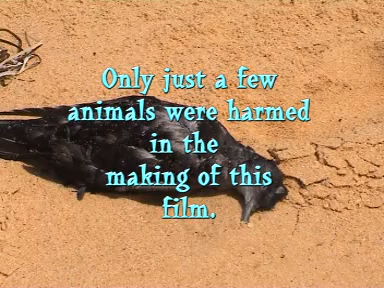 Only just a few
animals were harmed
in the
making of this
film.